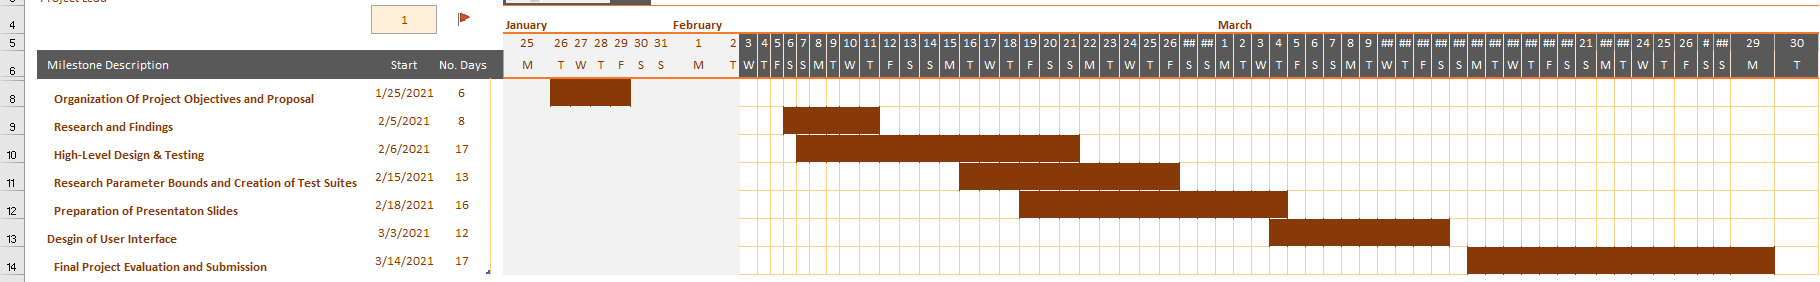 Project Lead
1
4 January February March
5 25 26 27 28 29 30 31 1 2 3 4 5 6 7 8 9 10 11 12 13 14 15 16 17 18 19 20 21 22 23 24 25 26 ## ## 1 2 3 4 5 6 7 8 9 ## ## ## ## ## ## ## ## ## ## 21 ## ## 24 25 26 # ## 29 30
6 Milestone Description Start No. Days M T W T F S S M T W T F S S M T W T F S S M T W T F S S M T W T F S S M T W T F S S M T W T F S S M T W T F S S M T W T F S S M T
8 Organization Of Project Objectives and Proposal 1/25/2021 6
9 Research and Findings 2/5/2021 8
10 High-Level Design & Testing 2/6/2021 17
11 Research Parameter Bounds and Creation of Test Suites 2/15/2021 13
12 Preparation of Presentaton Slides 2/18/2021 16
13 Desgin of User Interface 3/3/2021 12
14 Final Project Evaluation and Submission 3/14/2021 17